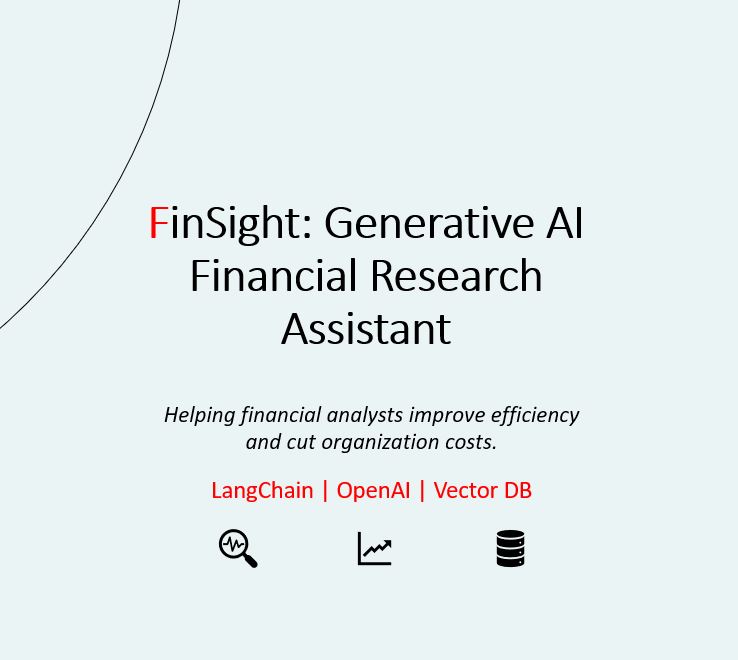 FinSight: Generative AI
Financial Research
Assistant
Helping financial analysts improve efficiency
and cut organization costs.
LangChain | OpenAI | Vector DB